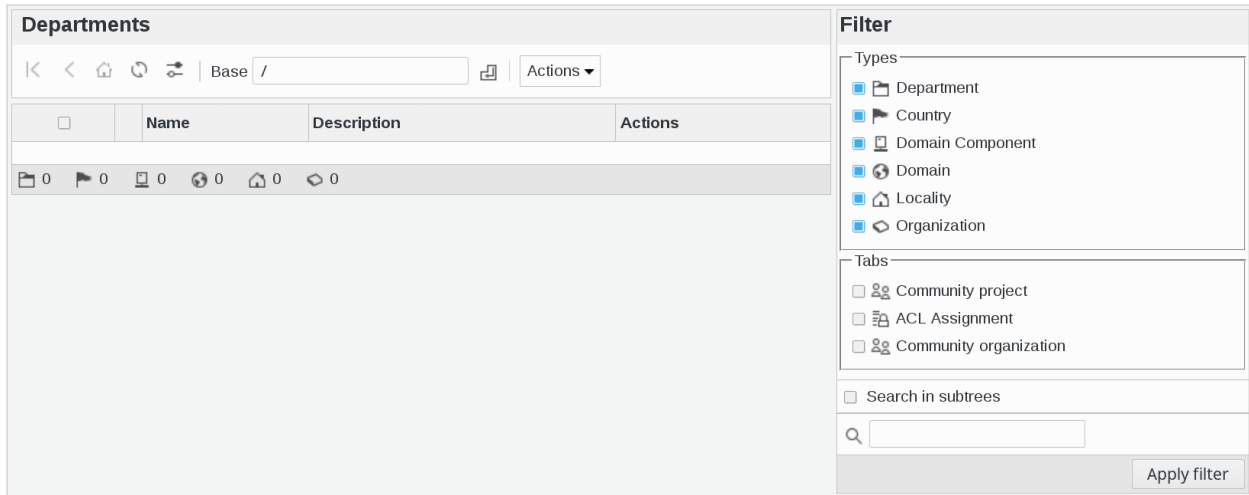 Departments
Base / Actions
Name Description Actions
0 0 0 0 0 0
Filter
Types
Department
Country
Domain Component
Domain
Locality
Organization
Tabs
Community project
ACL Assignment
Community organization
Search in subtrees
Apply filter